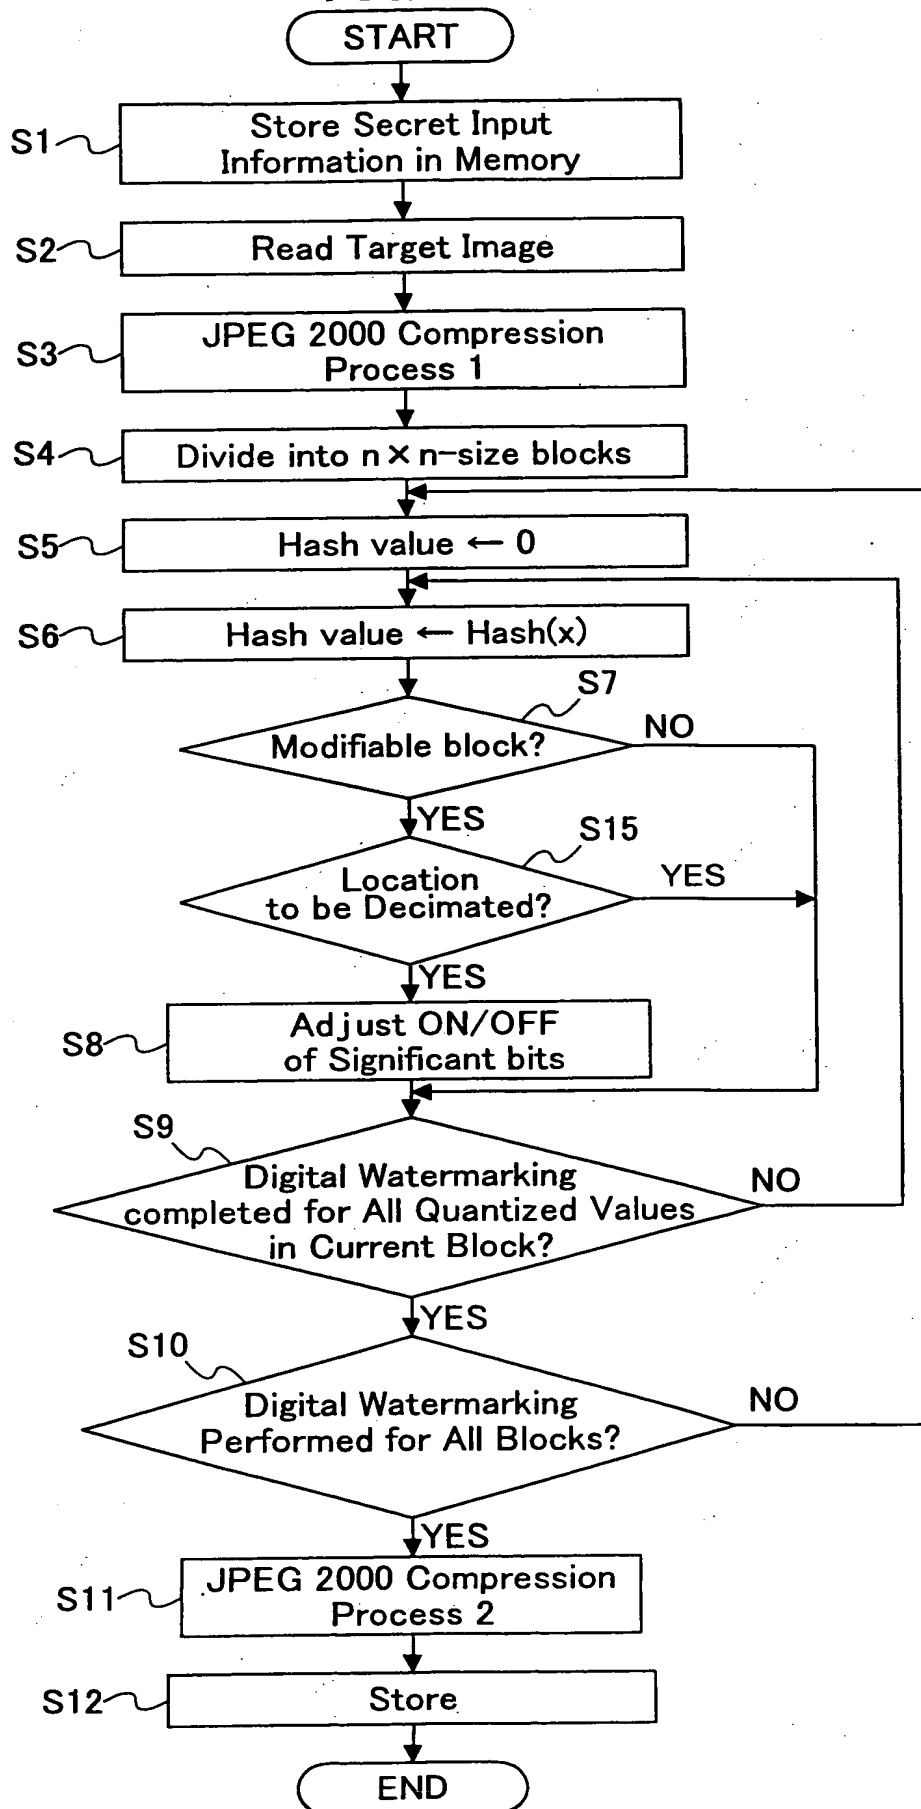 START
S1
Store Secret Input
Information in Memory
S2
Read Target Image
S3
JPEG 2000 Compression
Process 1
S4
Divide into n × n-size blocks
S5
Hash value ← 0
S6
Hash value ← Hash(x)
S7
Modifiable block?
NO
YES
S15
Location
to be Decimated?
YES
YES
S8
Adjust ON/OFF
of Significant bits
S9
Digital Watermarking
completed for All Quantized Values
in Current Block?
NO
YES
S10
Digital Watermarking
Performed for All Blocks?
NO
YES
S11
JPEG 2000 Compression
Process 2
S12
Store
END